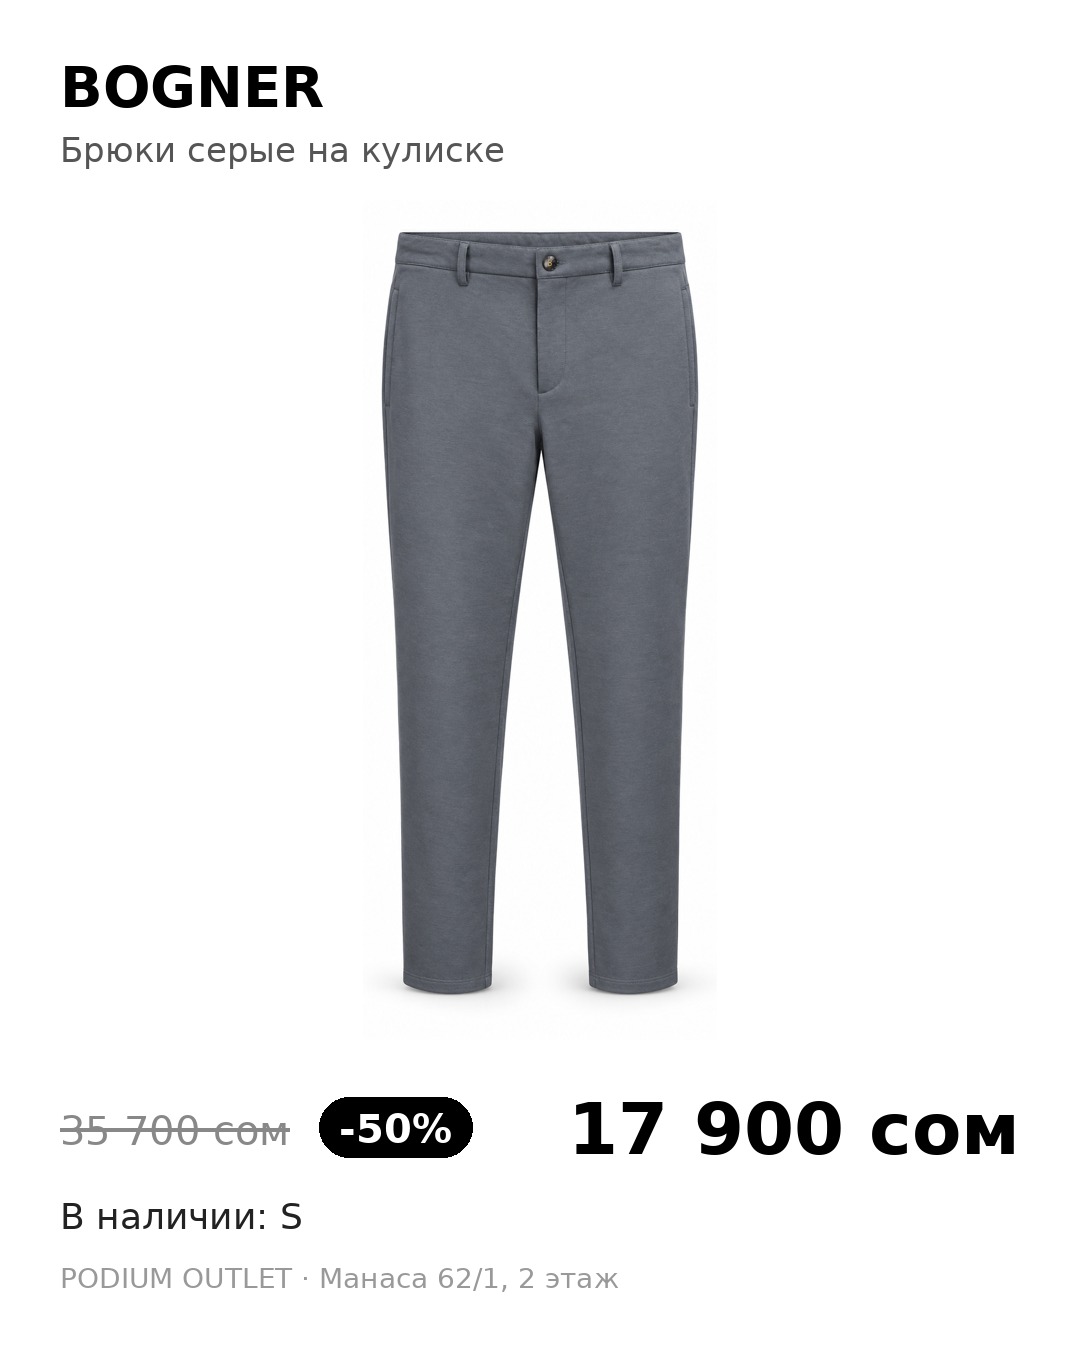 BOGNER
Брюки серые на кулиске
35 700 сом -50% 17 900 сом
В наличии: S
PODIUM OUTLET · Манаса 62/1, 2 этаж